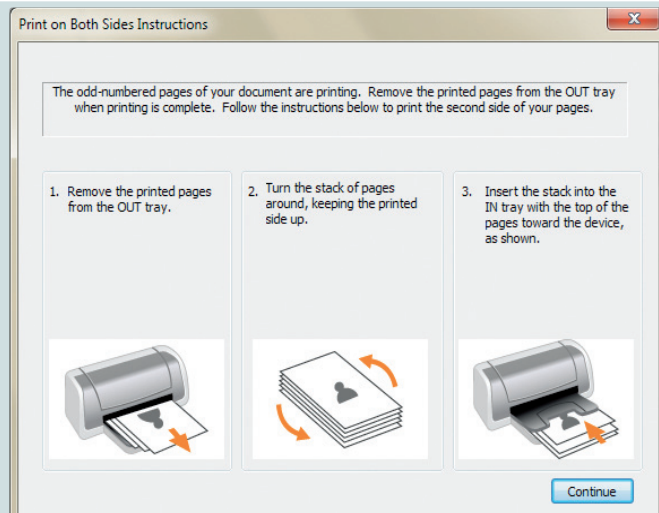 Print on Both Sides Instructions
The odd-numbered pages of your document are printing. Remove the printed pages from the OUT tray
when printing is complete. Follow the instructions below to print the second side of your pages.
1. Remove the printed pages
from the OUT tray.
2. Turn the stack of pages
around, keeping the printed
side up.
3. Insert the stack into the
IN tray with the top of the
pages toward the device,
as shown.
Continue